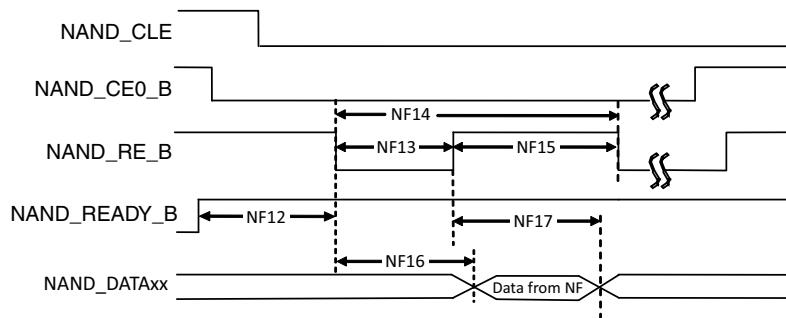 NAND_CLE
NAND_CE0_B
NF14
NAND_RE_B
NF13
NF15
NAND_READY_B
NF12
NF17
NF16
NAND_DATAxx
Data from NF